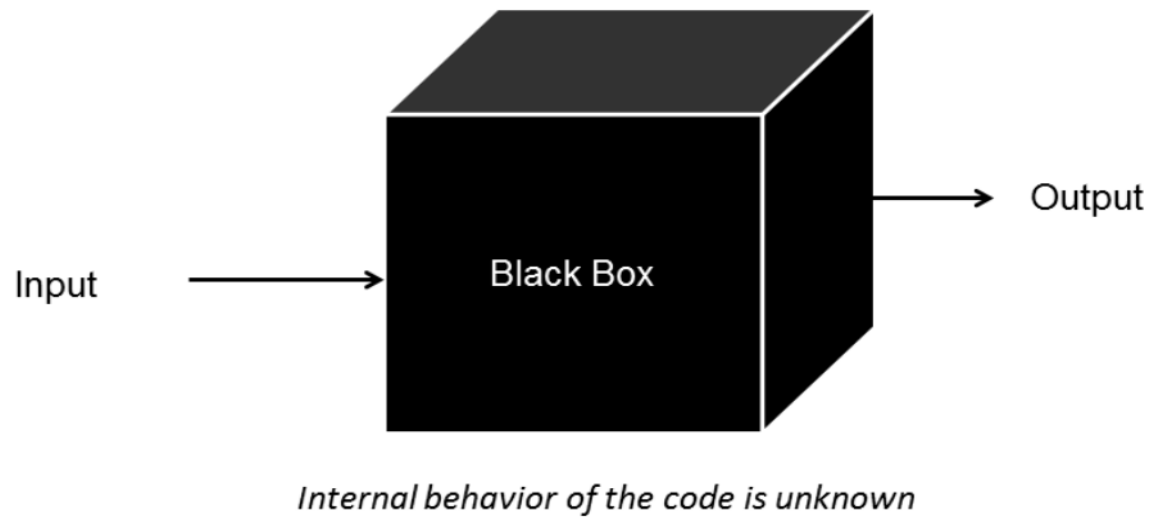 Input
Black Box
Output
Internal behavior of the code is unknown